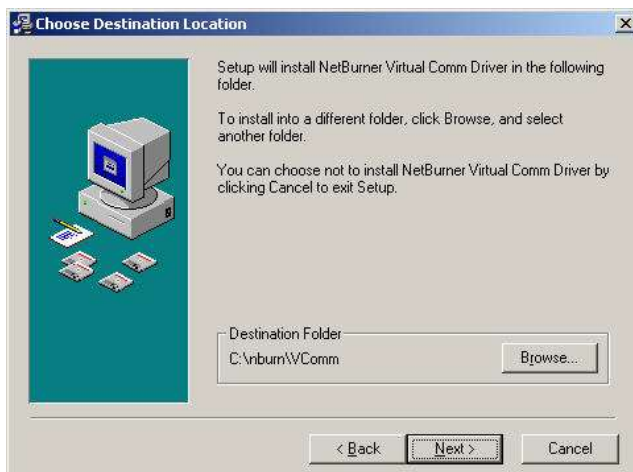 Choose Destination Location
Setup will install NetBurner Virtual Comm Driver in the following
folder.
To install into a different folder, click Browse, and select
another folder.
You can choose not to install NetBurner Virtual Comm Driver by
clicking Cancel to exit Setup.
Destination Folder
C:\nburn\VComm
Browse...
< Back
Next >
Cancel